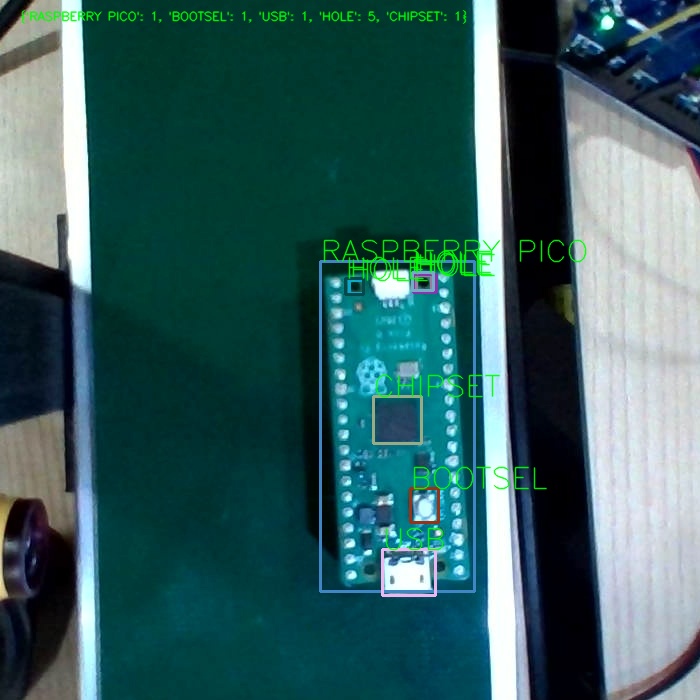 {'RASPBERRY PICO': 1, 'BOOTSEL': 1, 'USB': 1, 'HOLE': 5, 'CHIPSET': 1}
RASPBERRY PICO
HOLE
HOLE
CHIPSET
BOOTSEL
USB